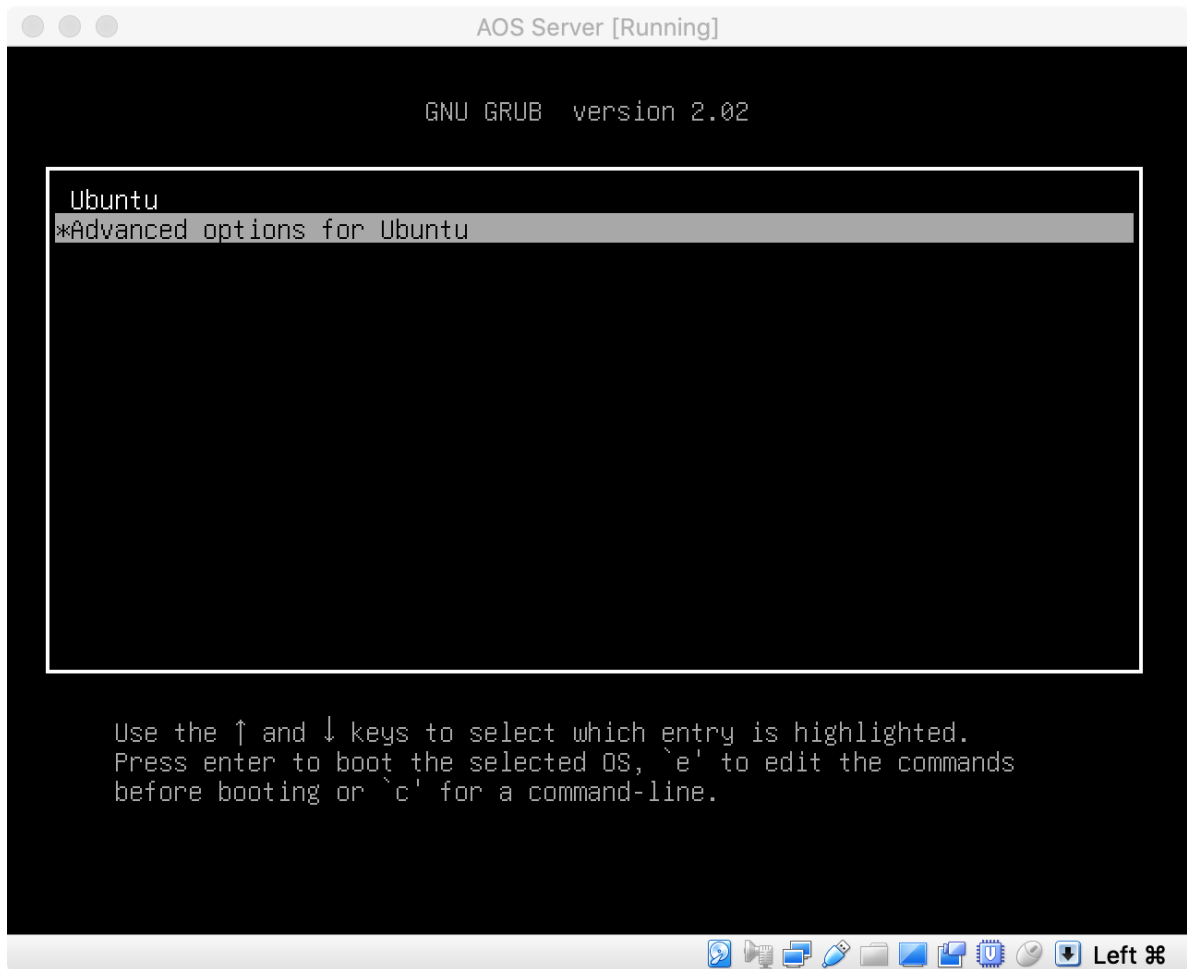 AOS Server [Running]
GNU GRUB  version 2.02
Ubuntu
*Advanced options for Ubuntu
Use the ↑ and ↓ keys to select which entry is highlighted.
Press enter to boot the selected OS, `e' to edit the commands
before booting or `c' for a command-line.
Left ⌘